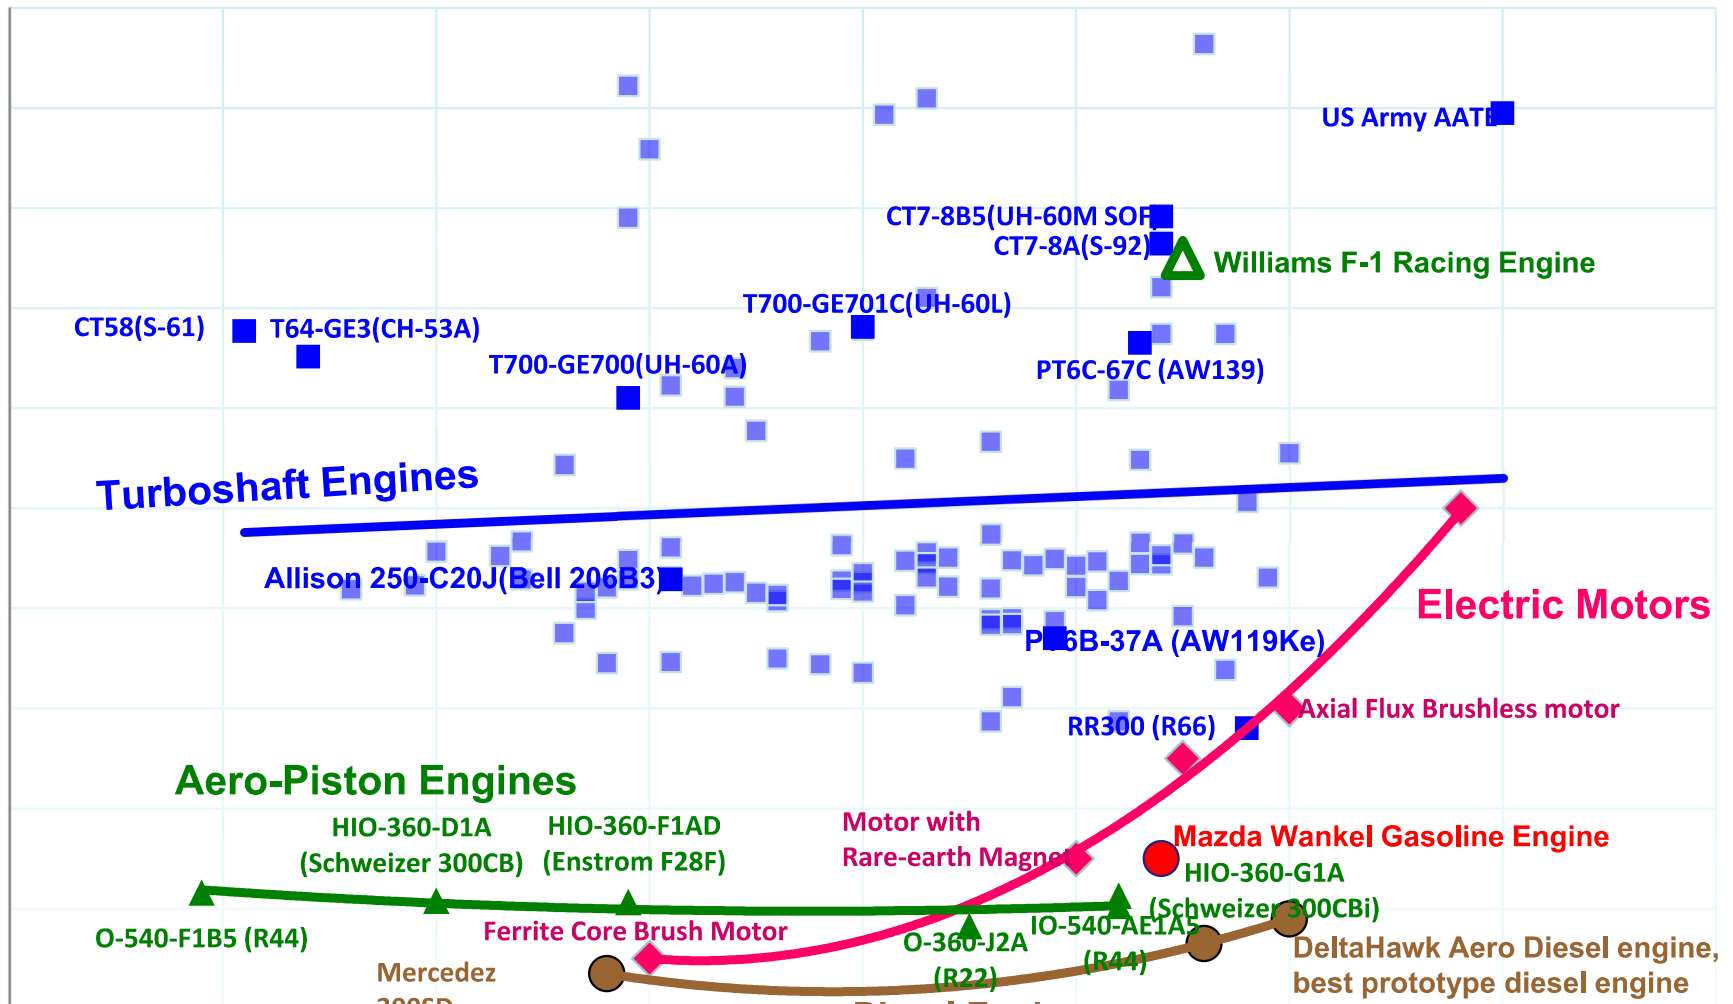 US Army AATE
CT7-8B5(UH-60M SOF)
CT7-8A(S-92)
Williams F-1 Racing Engine
T700-GE701C(UH-60L)
CT58(S-61)
T64-GE3(CH-53A)
T700-GE700(UH-60A)
PT6C-67C (AW139)
Turboshaft Engines
Allison 250-C20J(Bell 206B3)
Electric Motors
PT6B-37A (AW119Ke)
Axial Flux Brushless motor
RR300 (R66)
Aero-Piston Engines
HIO-360-D1A
(Schweizer 300CB)
HIO-360-F1AD
(Enstrom F28F)
Motor with
Rare-earth Magnet
Mazda Wankel Gasoline Engine
HIO-360-G1A
(Schweizer 300CBi)
O-540-F1B5 (R44)
Ferrite Core Brush Motor
O-360-J2A
(R22)
IO-540-AE1A5
(R44)
DeltaHawk Aero Diesel engine,
best prototype diesel engine
Mercedez
300SD